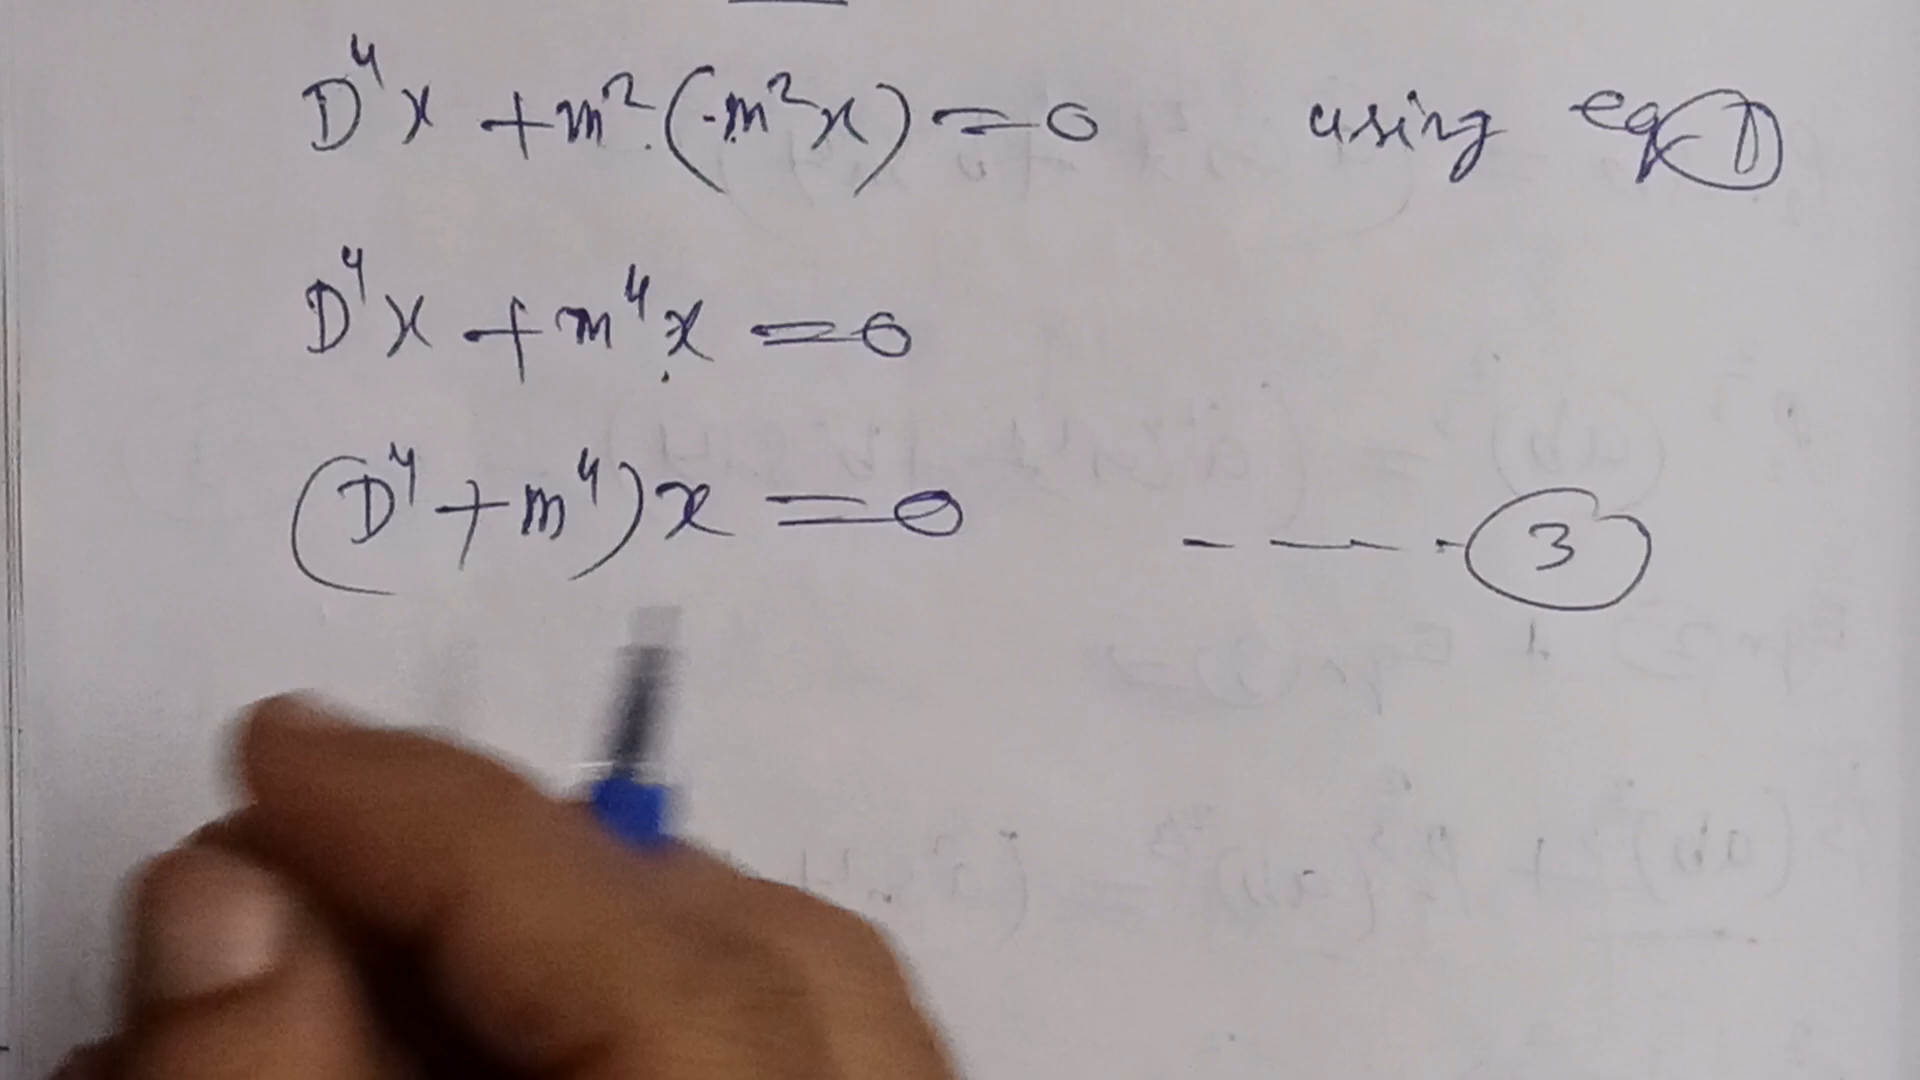 D⁴x + m²(-m²x) = 0 using eq ①
D⁴x + m⁴x = 0
(D⁴ + m⁴)x = 0 - - - - ③